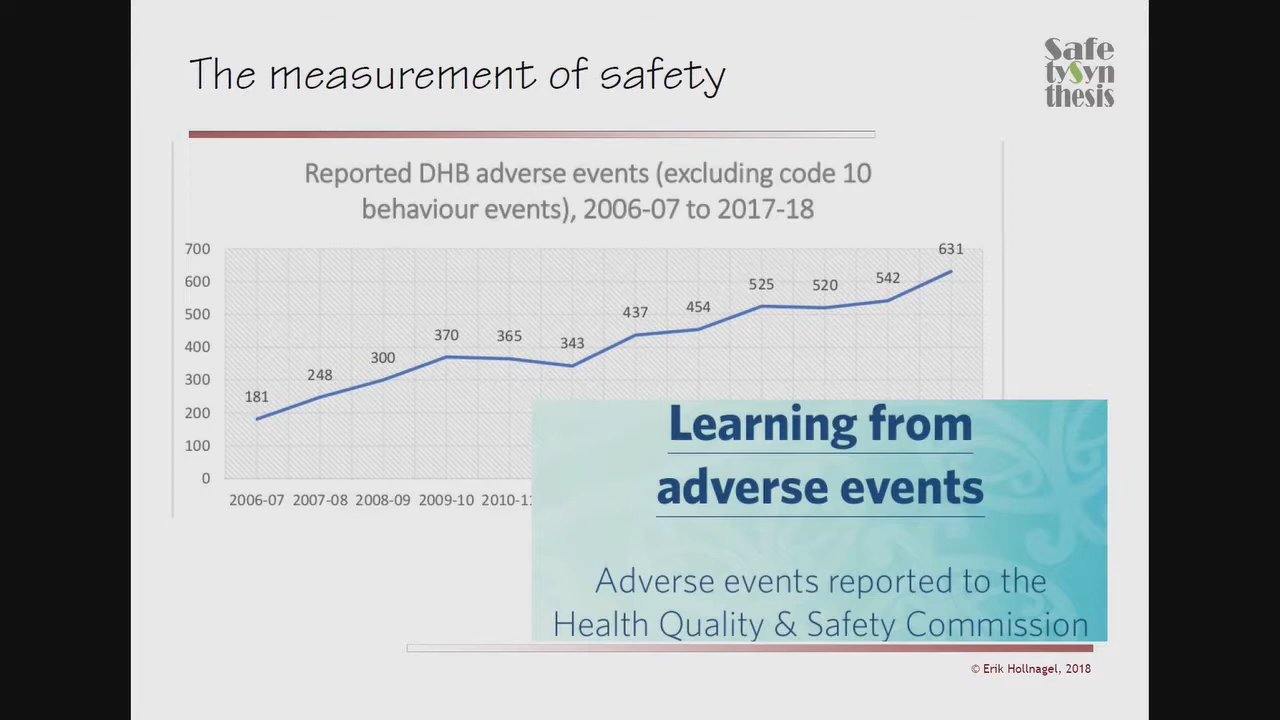 The measurement of safety
Safe
tySyn
thesis
Reported DHB adverse events (excluding code 10
behaviour events), 2006-07 to 2017-18
700
600
500
400
300
200
100
0
181
248
300
370
365
343
437
454
525
520
542
631
2006-07 2007-08 2008-09 2009-10 2010-11
Learning from
adverse events
Adverse events reported to the
Health Quality & Safety Commission
© Erik Hollnagel, 2018